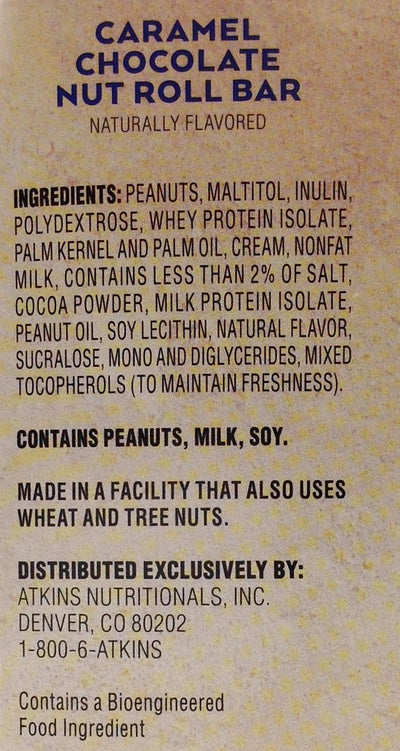 CARAMEL
CHOCOLATE
NUT ROLL BAR
NATURALLY FLAVORED
INGREDIENTS: PEANUTS, MALTITOL, INULIN,
POLYDEXTROSE, WHEY PROTEIN ISOLATE,
PALM KERNEL AND PALM OIL, CREAM, NONFAT
MILK, CONTAINS LESS THAN 2% OF SALT,
COCOA POWDER, MILK PROTEIN ISOLATE,
PEANUT OIL, SOY LECITHIN, NATURAL FLAVOR,
SUCRALOSE, MONO AND DIGLYCERIDES, MIXED
TOCOPHEROLS (TO MAINTAIN FRESHNESS).
CONTAINS PEANUTS, MILK, SOY.
MADE IN A FACILITY THAT ALSO USES
WHEAT AND TREE NUTS.
DISTRIBUTED EXCLUSIVELY BY:
ATKINS NUTRITIONALS, INC.
DENVER, CO 80202
1-800-6-ATKINS
Contains a Bioengineered
Food Ingredient